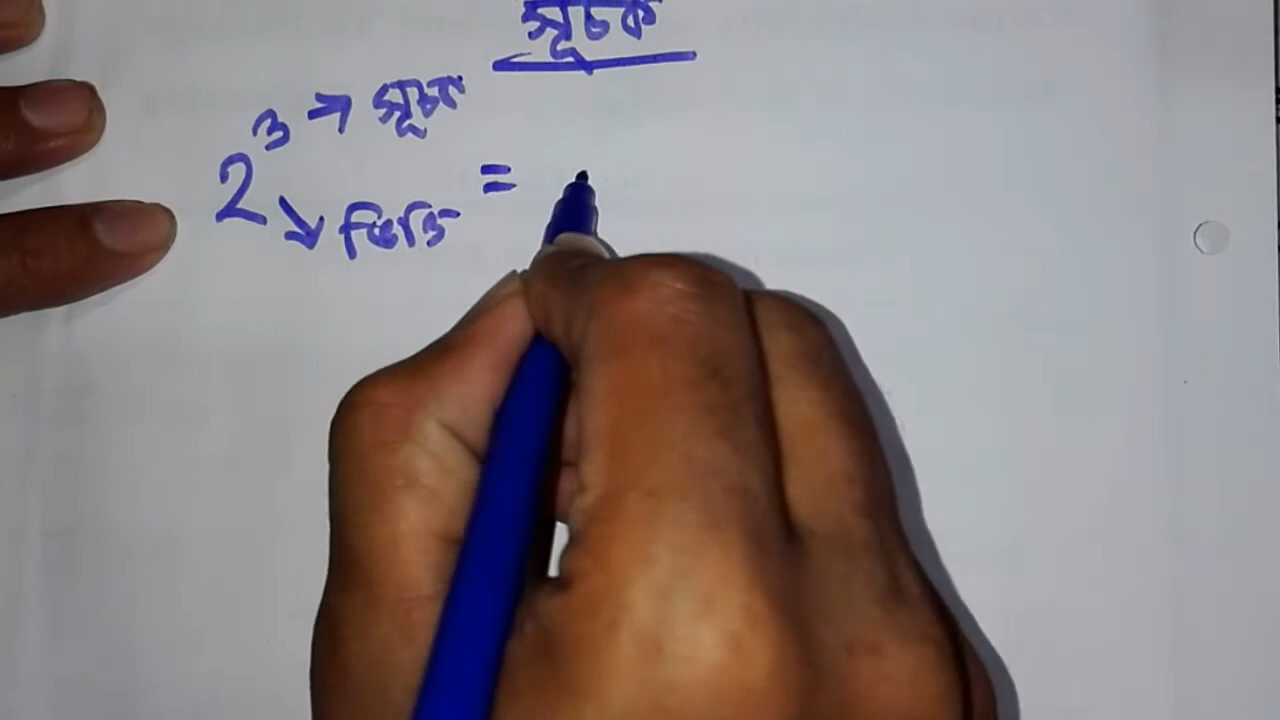 সূচক
2³ → সূচক
↘ ভিত্তি =